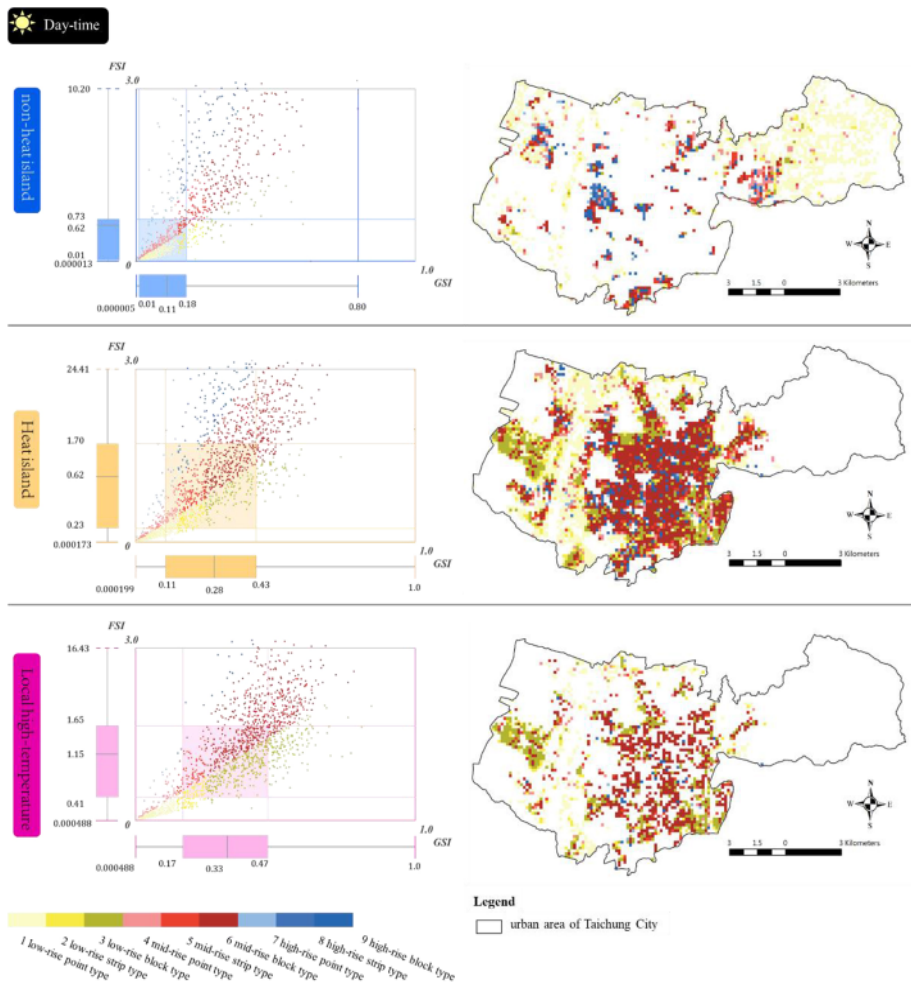 Day-time
non-heat island
FSI
3.0
10.20
0.73
0.62
0.01
0.000013
0
1.0
GSI
0.000005
0.01
0.11
0.18
0.80
N
W
E
S
3 1.5 0 3 Kilometers
Heat island
FSI
3.0
24.41
1.70
0.62
0.23
0.000173
0
1.0
GSI
0.000199
0.11
0.28
0.43
1.0
N
W
E
S
3 1.5 0 3 Kilometers
Local high-temperature
FSI
3.0
16.43
1.65
1.15
0.41
0.000488
0
1.0
GSI
0.000488
0.17
0.33
0.47
1.0
N
W
E
S
3 1.5 0 3 Kilometers
1 low-rise point type
2 low-rise strip type
3 low-rise block type
4 mid-rise point type
5 mid-rise strip type
6 mid-rise block type
7 high-rise point type
8 high-rise strip type
9 high-rise block type
Legend
urban area of Taichung City